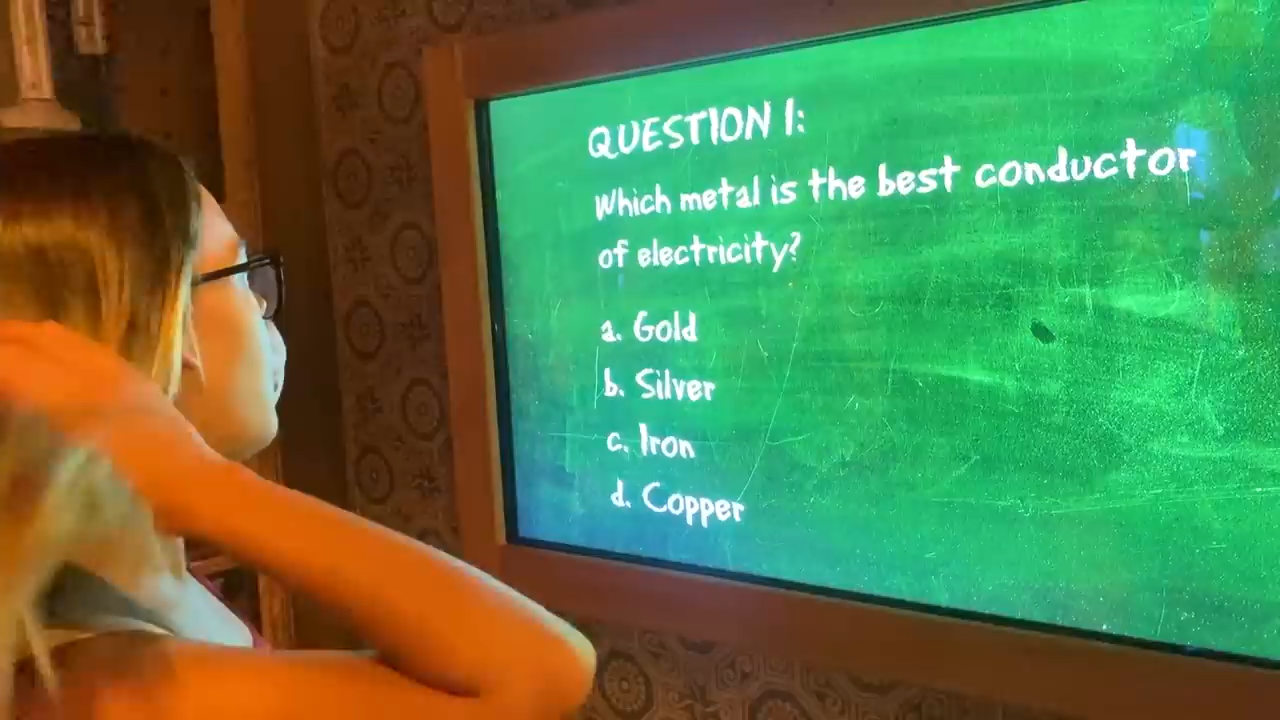 QUESTION 1:
Which metal is the best conductor
of electricity?
a. Gold
b. Silver
c. Iron
d. Copper